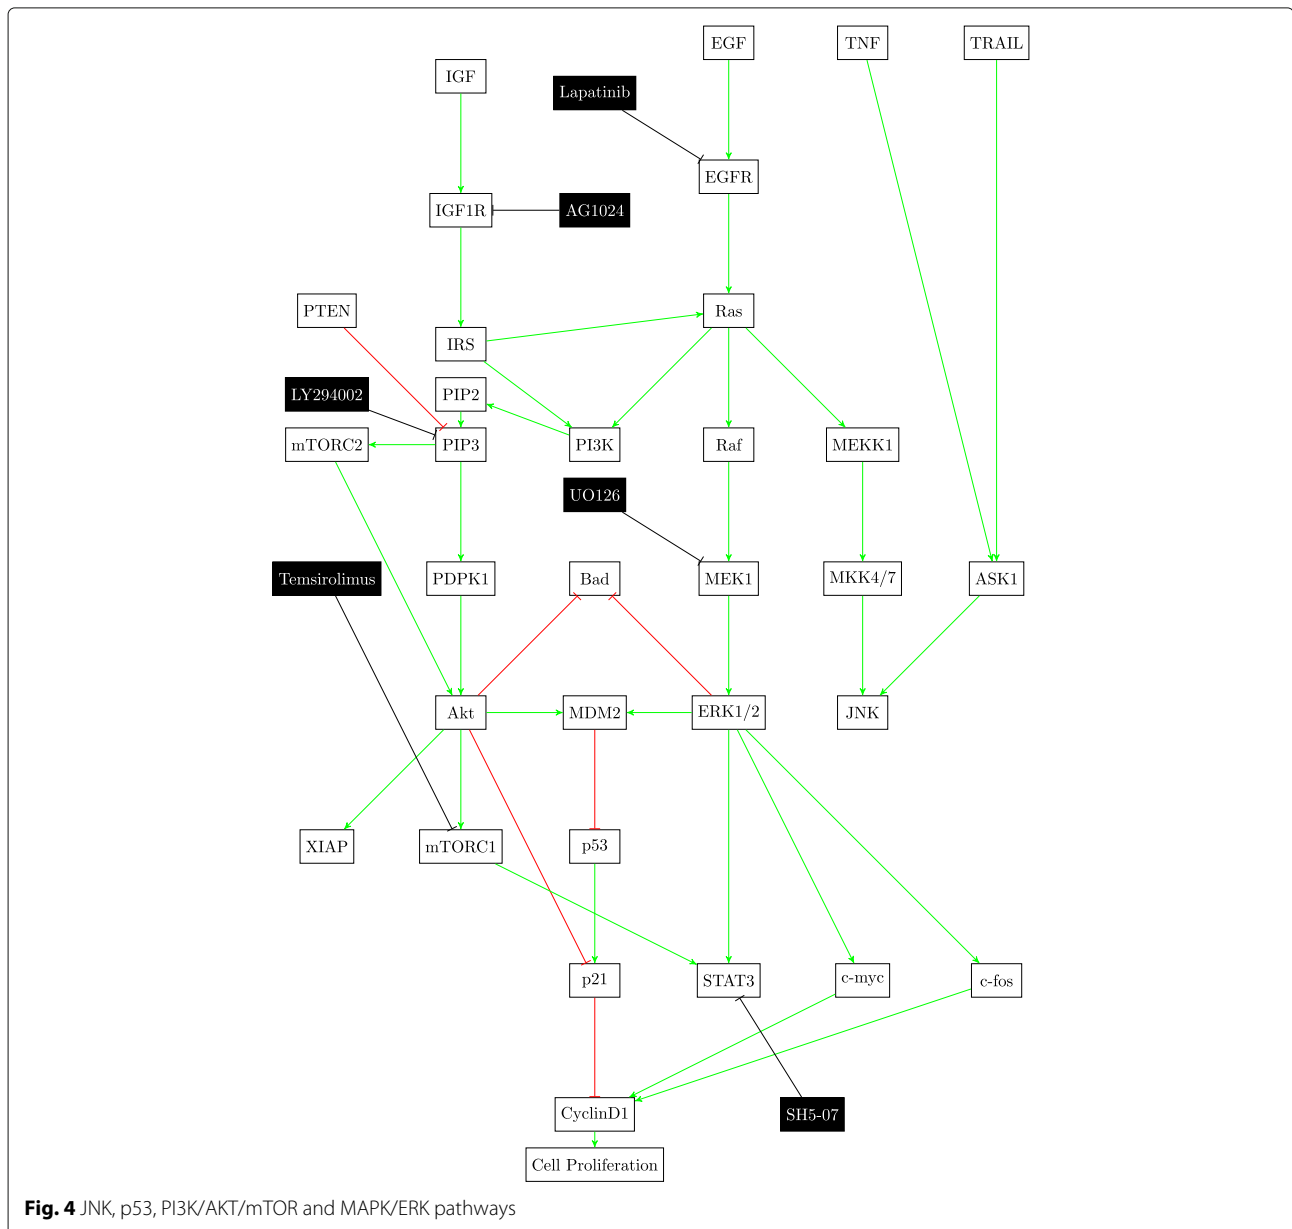 EGF
TNF
TRAIL
IGF
Lapatinib
EGFR
IGF1R
AG1024
PTEN
Ras
IRS
LY294002
PIP2
mTORC2
PIP3
PI3K
Raf
MEKK1
UO126
Temsirolimus
PDPK1
Bad
MEK1
MKK4/7
ASK1
Akt
MDM2
ERK1/2
JNK
XIAP
mTORC1
p53
p21
STAT3
c-myc
c-fos
CyclinD1
SH5-07
Cell Proliferation
Fig. 4 JNK, p53, PI3K/AKT/mTOR and MAPK/ERK pathways